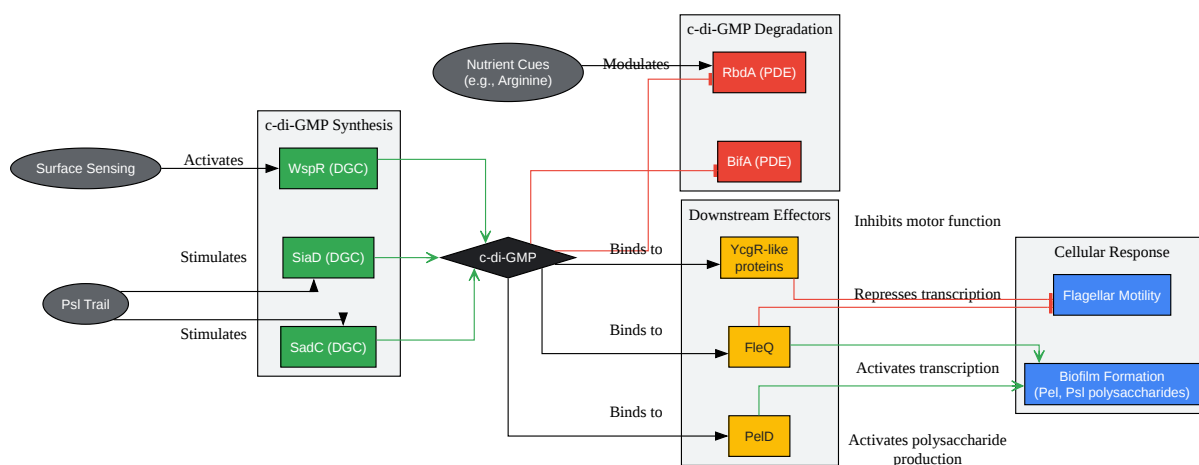 c-di-GMP Degradation
Nutrient Cues
(e.g., Arginine)
Modulates
RbdA (PDE)
c-di-GMP Synthesis
Surface Sensing
Activates
WspR (DGC)
BifA (PDE)
Downstream Effectors
Inhibits motor function
Stimulates
SiaD (DGC)
c-di-GMP
Binds to
YcgR-like
proteins
Cellular Response
Psl Trail
Represses transcription
Flagellar Motility
Stimulates
SadC (DGC)
Binds to
FleQ
Activates transcription
Biofilm Formation
(Pel, Psl polysaccharides)
Binds to
PelD
Activates polysaccharide
production